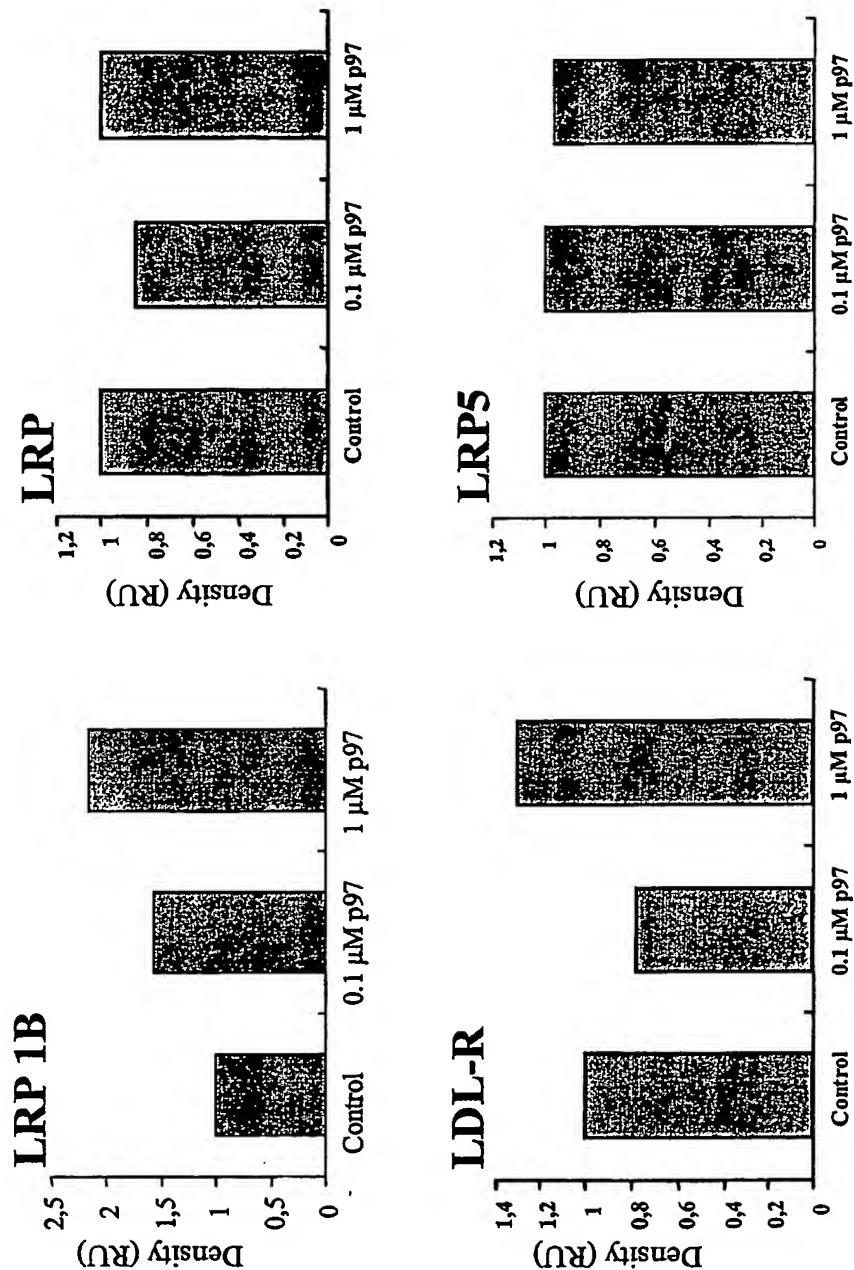 LRP 1B
2,5
2
1,5
1
0,5
0
Density (RU)
Control
0.1 µM p97
1 µM p97
LRP
1,2
1
0,8
0,6
0,4
0,2
0
Density (RU)
Control
0.1 µM p97
1 µM p97
LDL-R
1,4
1,2
1
0,8
0,6
0,4
0,2
0
Density (RU)
Control
0.1 µM p97
1 µM p97
LRP5
1,2
1
0,8
0,6
0,4
0,2
0
Density (RU)
Control
0.1 µM p97
1 µM p97